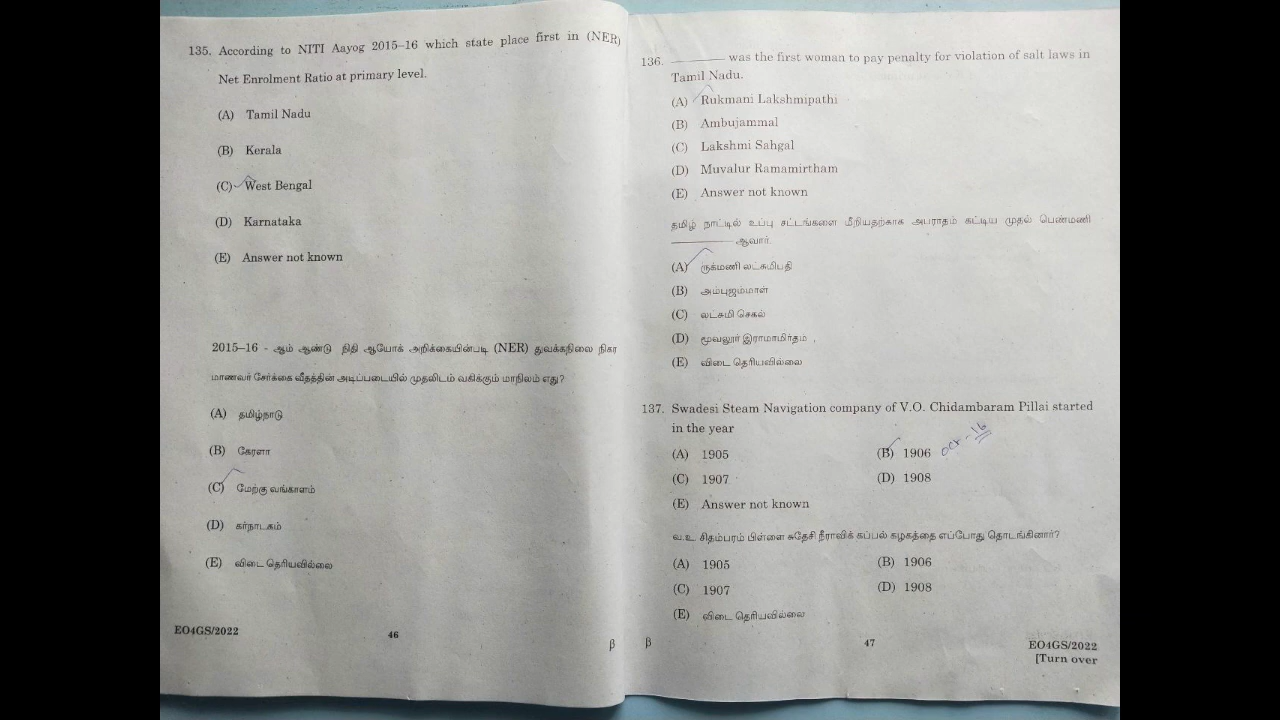 135. According to NITI Aayog 2015–16 which state place first in (NER)
Net Enrolment Ratio at primary level.
(A) Tamil Nadu
(B) Kerala
(C) West Bengal
(D) Karnataka
(E) Answer not known
2015–16 - ஆம் ஆண்டு நிதி ஆயோக் அறிக்கையின்படி (NER) துவக்கநிலை நிகர
மாணவர் சேர்க்கை வீதத்தின் அடிப்படையில் முதலிடம் வகிக்கும் மாநிலம் எது?
(A) தமிழ்நாடு
(B) கேரளா
(C) மேற்கு வங்காளம்
(D) கர்நாடகம்
(E) விடை தெரியவில்லை
EO4GS/2022
46
β
136. ——— was the first woman to pay penalty for violation of salt laws in
Tamil Nadu.
(A) Rukmani Lakshmipathi
(B) Ambujammal
(C) Lakshmi Sahgal
(D) Muvalur Ramamirtham
(E) Answer not known
தமிழ் நாட்டில் உப்பு சட்டங்களை மீறியதற்காக அபராதம் கட்டிய முதல் பெண்மணி
——— ஆவார்.
(A) ருக்மணி லட்சுமிபதி
(B) அம்புஜம்மாள்
(C) லட்சுமி செகல்
(D) மூவலூர் இராமாமிர்தம்
(E) விடை தெரியவில்லை
137. Swadesi Steam Navigation company of V.O. Chidambaram Pillai started
in the year
(A) 1905 (B) 1906 Oct - 16
(C) 1907 (D) 1908
(E) Answer not known
வ.உ. சிதம்பரம் பிள்ளை சுதேசி நீராவிக் கப்பல் கழகத்தை எப்போது தொடங்கினார்?
(A) 1905 (B) 1906
(C) 1907 (D) 1908
(E) விடை தெரியவில்லை
β
47
EO4GS/2022
[Turn over